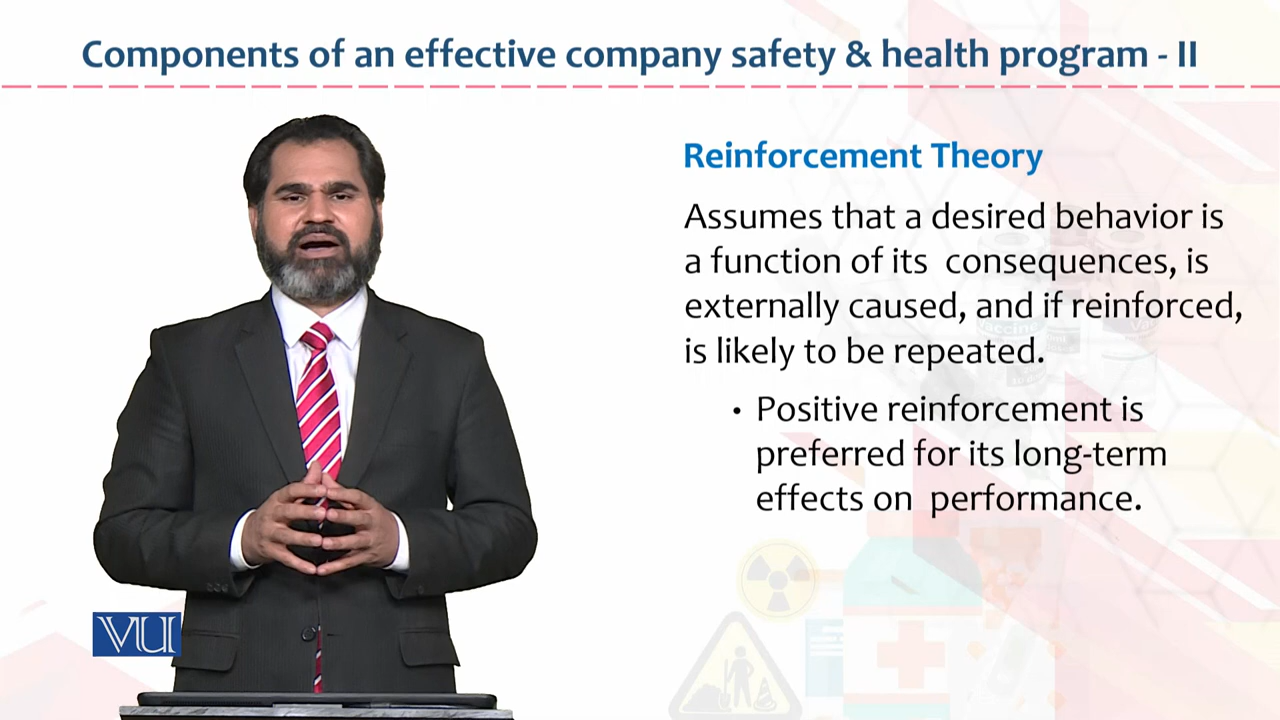 Components of an effective company safety & health program - II
Reinforcement Theory
Assumes that a desired behavior is
a function of its consequences, is
externally caused, and if reinforced,
is likely to be repeated.
• Positive reinforcement is
preferred for its long-term
effects on performance.
VU
Vaccine